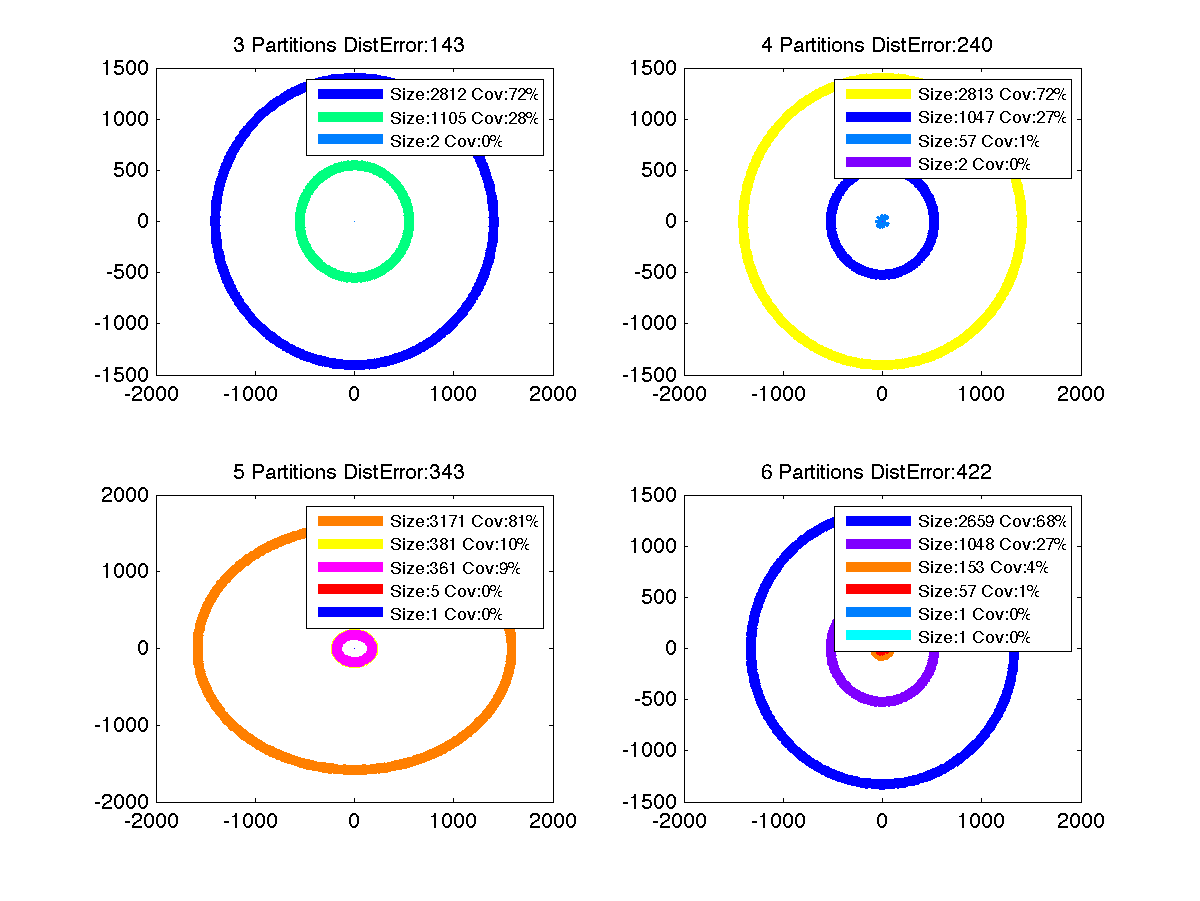 3 Partitions DistError:143
1500
1000
500
0
-500
-1000
-1500
-2000 -1000 0 1000 2000
Size:2812 Cov:72%
Size:1105 Cov:28%
Size:2 Cov:0%
4 Partitions DistError:240
1500
1000
500
0
-500
-1000
-1500
-2000 -1000 0 1000 2000
Size:2813 Cov:72%
Size:1047 Cov:27%
Size:57 Cov:1%
Size:2 Cov:0%
5 Partitions DistError:343
2000
1000
0
-1000
-2000
-2000 -1000 0 1000 2000
Size:3171 Cov:81%
Size:381 Cov:10%
Size:361 Cov:9%
Size:5 Cov:0%
Size:1 Cov:0%
6 Partitions DistError:422
1500
1000
500
0
-500
-1000
-1500
-2000 -1000 0 1000 2000
Size:2659 Cov:68%
Size:1048 Cov:27%
Size:153 Cov:4%
Size:57 Cov:1%
Size:1 Cov:0%
Size:1 Cov:0%